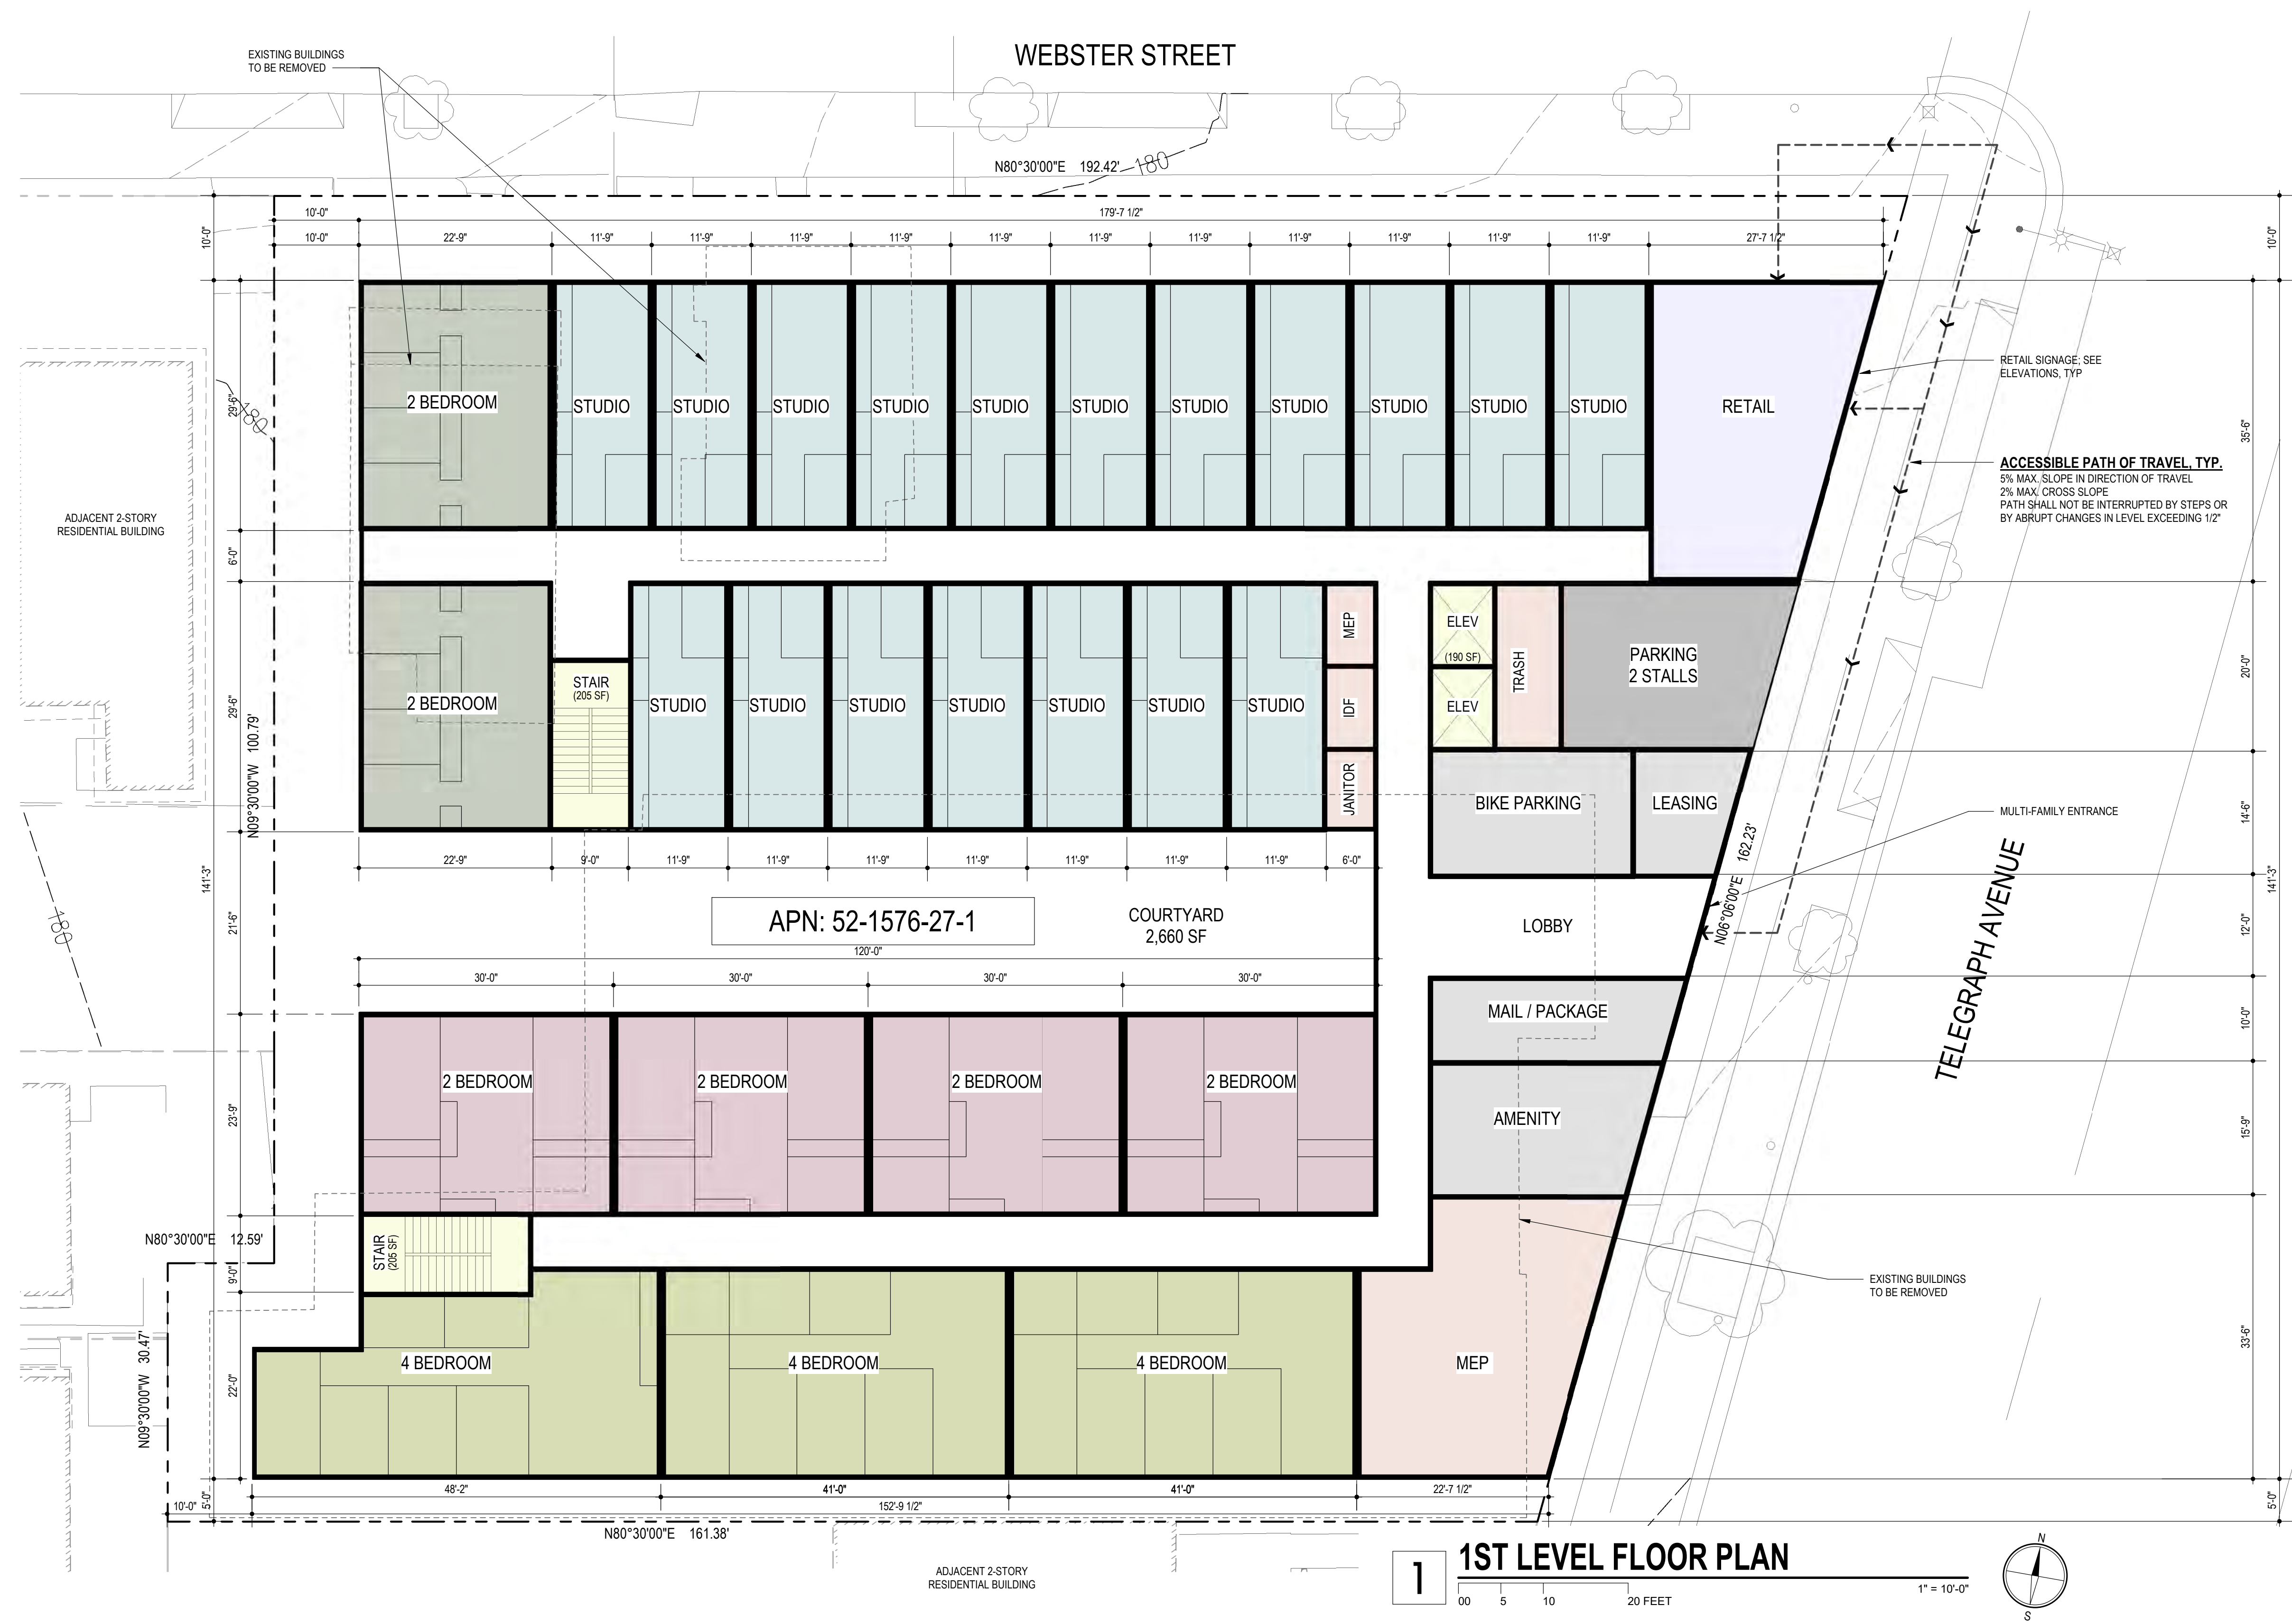 WEBSTER STREET
EXISTING BUILDINGS
TO BE REMOVED
N80°30'00"E 192.42'
180
10'-0"
179'-7 1/2"
10'-0"
22'-9"
11'-9"
11'-9"
11'-9"
11'-9"
11'-9"
11'-9"
11'-9"
11'-9"
11'-9"
11'-9"
11'-9"
27'-7 1/2"
10'-0"
10'-0"
2 BEDROOM
STUDIO
STUDIO
STUDIO
STUDIO
STUDIO
STUDIO
STUDIO
STUDIO
STUDIO
STUDIO
STUDIO
RETAIL
RETAIL SIGNAGE; SEE
ELEVATIONS, TYP
29'-6"
180
35'-6"
ACCESSIBLE PATH OF TRAVEL, TYP.
5% MAX. SLOPE IN DIRECTION OF TRAVEL
2% MAX. CROSS SLOPE
PATH SHALL NOT BE INTERRUPTED BY STEPS OR
BY ABRUPT CHANGES IN LEVEL EXCEEDING 1/2"
ADJACENT 2-STORY
RESIDENTIAL BUILDING
6'-0"
2 BEDROOM
STAIR
(205 SF)
STUDIO
STUDIO
STUDIO
STUDIO
STUDIO
STUDIO
STUDIO
MEP
IDF
JANITOR
ELEV
(190 SF)
ELEV
TRASH
PARKING
2 STALLS
20'-0"
29'-6"
N09°30'00"W 100.79'
BIKE PARKING
LEASING
14'-6"
MULTI-FAMILY ENTRANCE
N06°06'00"E 162.23'
TELEGRAPH AVENUE
141'-3"
141'-3"
22'-9"
9'-0"
11'-9"
11'-9"
11'-9"
11'-9"
11'-9"
11'-9"
11'-9"
6'-0"
180
21'-6"
APN: 52-1576-27-1
COURTYARD
2,660 SF
LOBBY
12'-0"
120'-0"
30'-0"
30'-0"
30'-0"
30'-0"
MAIL / PACKAGE
10'-0"
2 BEDROOM
2 BEDROOM
2 BEDROOM
2 BEDROOM
AMENITY
23'-9"
15'-9"
N80°30'00"E 12.59'
STAIR
(205 SF)
9'-0"
EXISTING BUILDINGS
TO BE REMOVED
N09°30'00"W 30.47'
4 BEDROOM
4 BEDROOM
4 BEDROOM
MEP
22'-0"
33'-6"
48'-2"
41'-0"
41'-0"
22'-7 1/2"
10'-0"
5'-0"
152'-9 1/2"
5'-0"
N80°30'00"E 161.38'
ADJACENT 2-STORY
RESIDENTIAL BUILDING
1
1ST LEVEL FLOOR PLAN
00 5 10 20 FEET
1" = 10'-0"
N
S